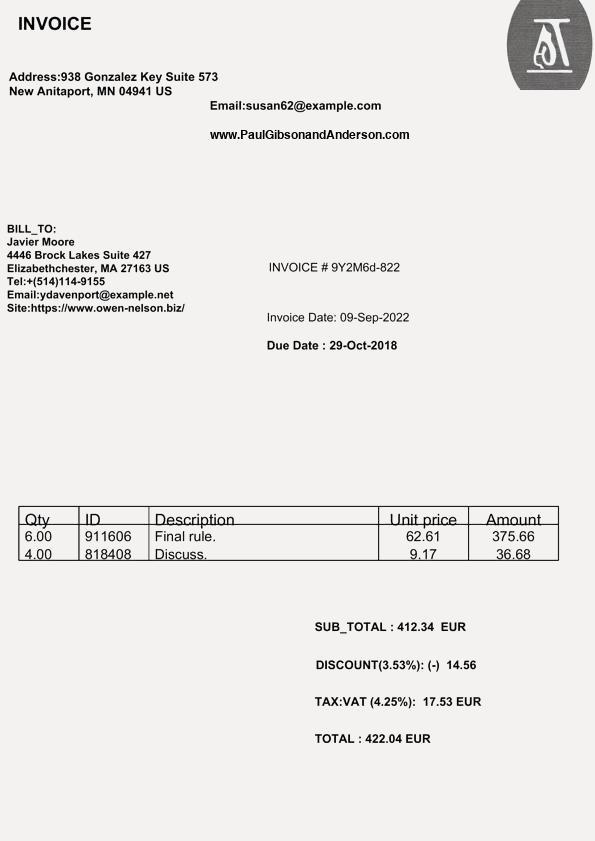 INVOICE
Address:938 Gonzalez Key Suite 573
New Anitaport, MN 04941 US
Email:susan62@example.com
www.PaulGibsonandAnderson.com
BILL_TO:
Javier Moore
4446 Brock Lakes Suite 427
Elizabethchester, MA 27163 US
Tel:+(514)114-9155
Email:ydavenport@example.net
Site:https://www.owen-nelson.biz/
INVOICE # 9Y2M6d-822
Invoice Date: 09-Sep-2022
Due Date : 29-Oct-2018
Qty ID Description Unit price Amount
6.00 911606 Final rule. 62.61 375.66
4.00 818408 Discuss. 9.17 36.68
SUB_TOTAL : 412.34 EUR
DISCOUNT(3.53%): (-) 14.56
TAX:VAT (4.25%): 17.53 EUR
TOTAL : 422.04 EUR